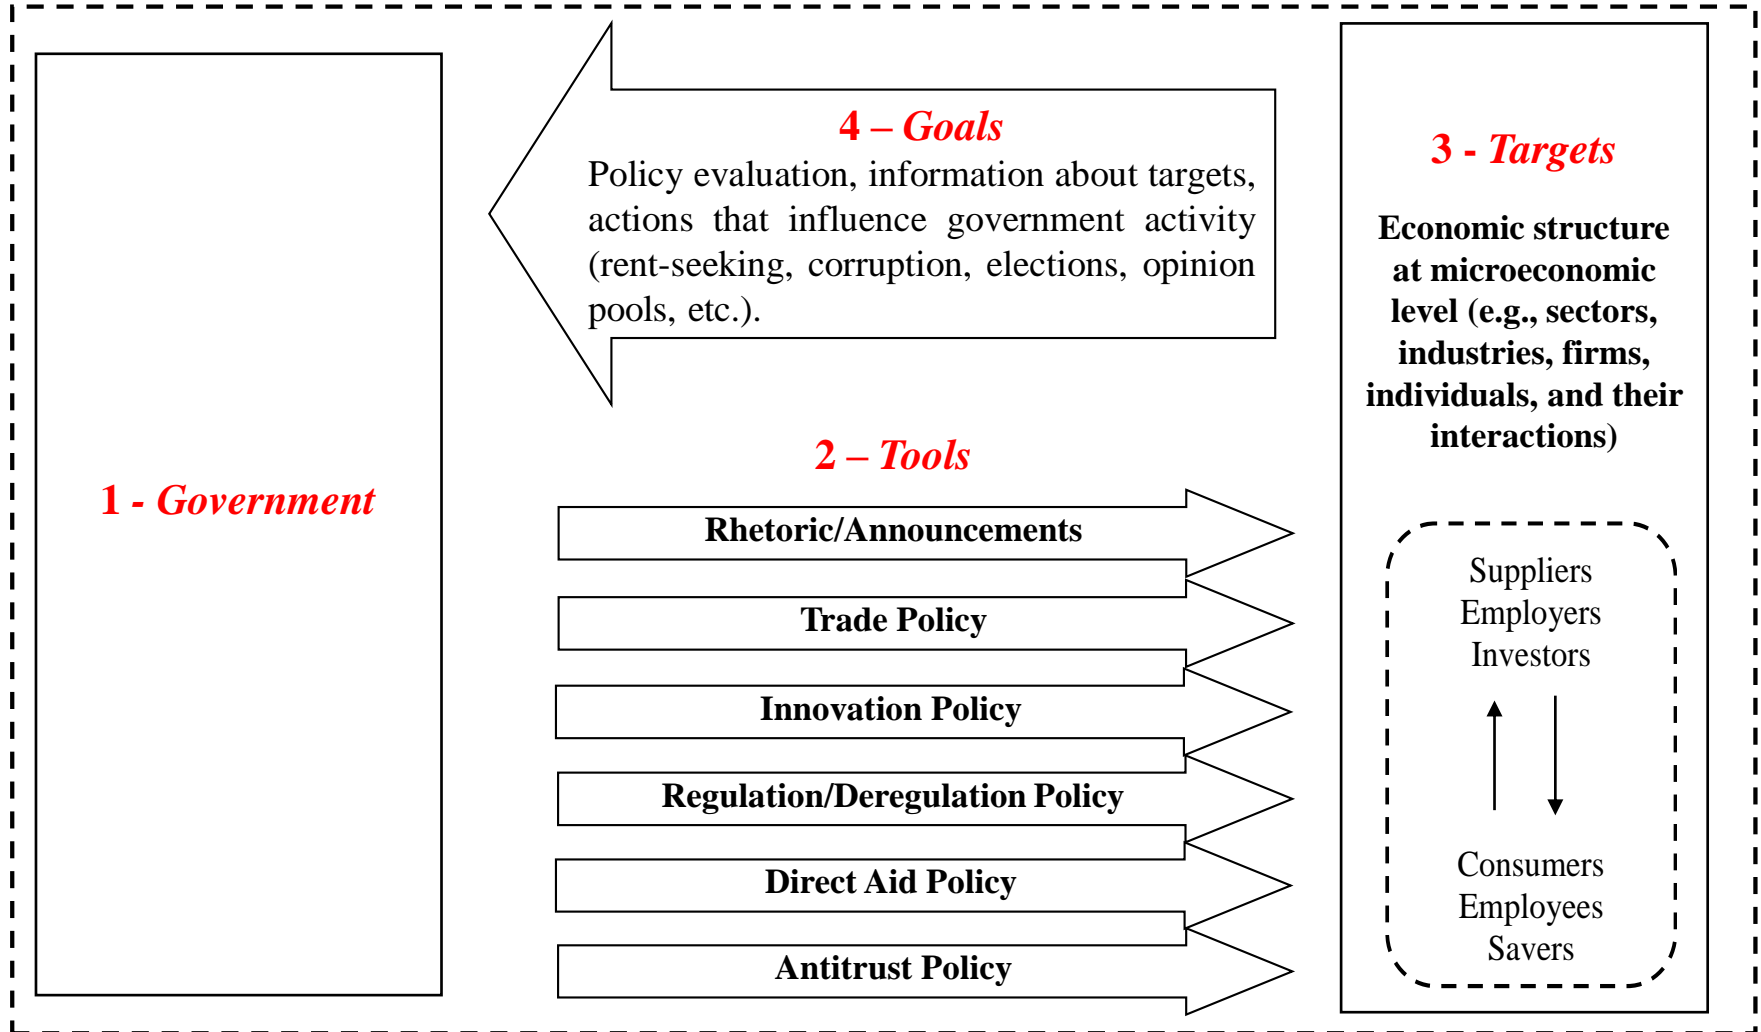 1 - Government
4 – Goals
Policy evaluation, information about targets,
actions that influence government activity
(rent-seeking, corruption, elections, opinion
pools, etc.).
2 – Tools
Rhetoric/Announcements
Trade Policy
Innovation Policy
Regulation/Deregulation Policy
Direct Aid Policy
Antitrust Policy
3 - Targets
Economic structure
at microeconomic
level (e.g., sectors,
industries, firms,
individuals, and their
interactions)
Suppliers
Employers
Investors
Consumers
Employees
Savers